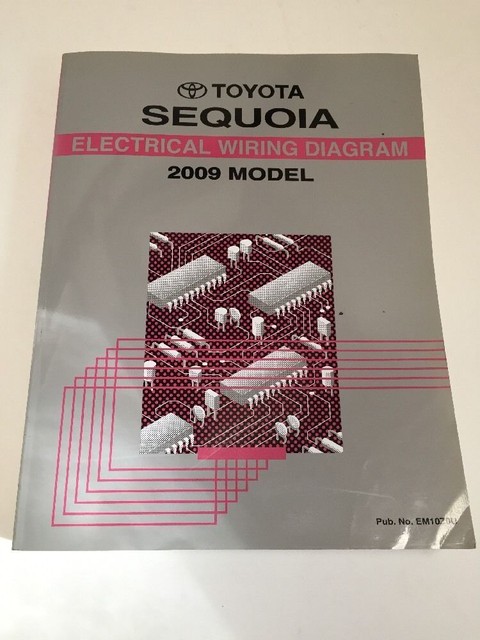 TOYOTA
SEQUOIA
ELECTRICAL WIRING DIAGRAM
2009 MODEL
Pub. No.